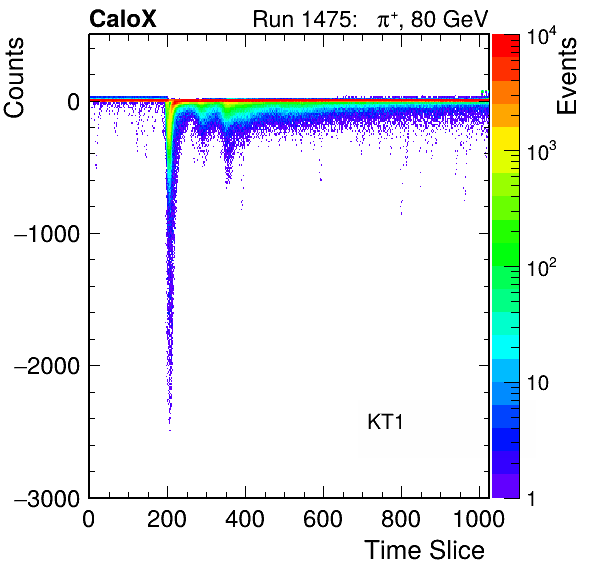 CaloX Run 1475: π⁺, 80 GeV
Counts
Events
0
−1000
−2000
−3000
0 200 400 600 800 1000
Time Slice
KT1
10⁴
10³
10²
10
1